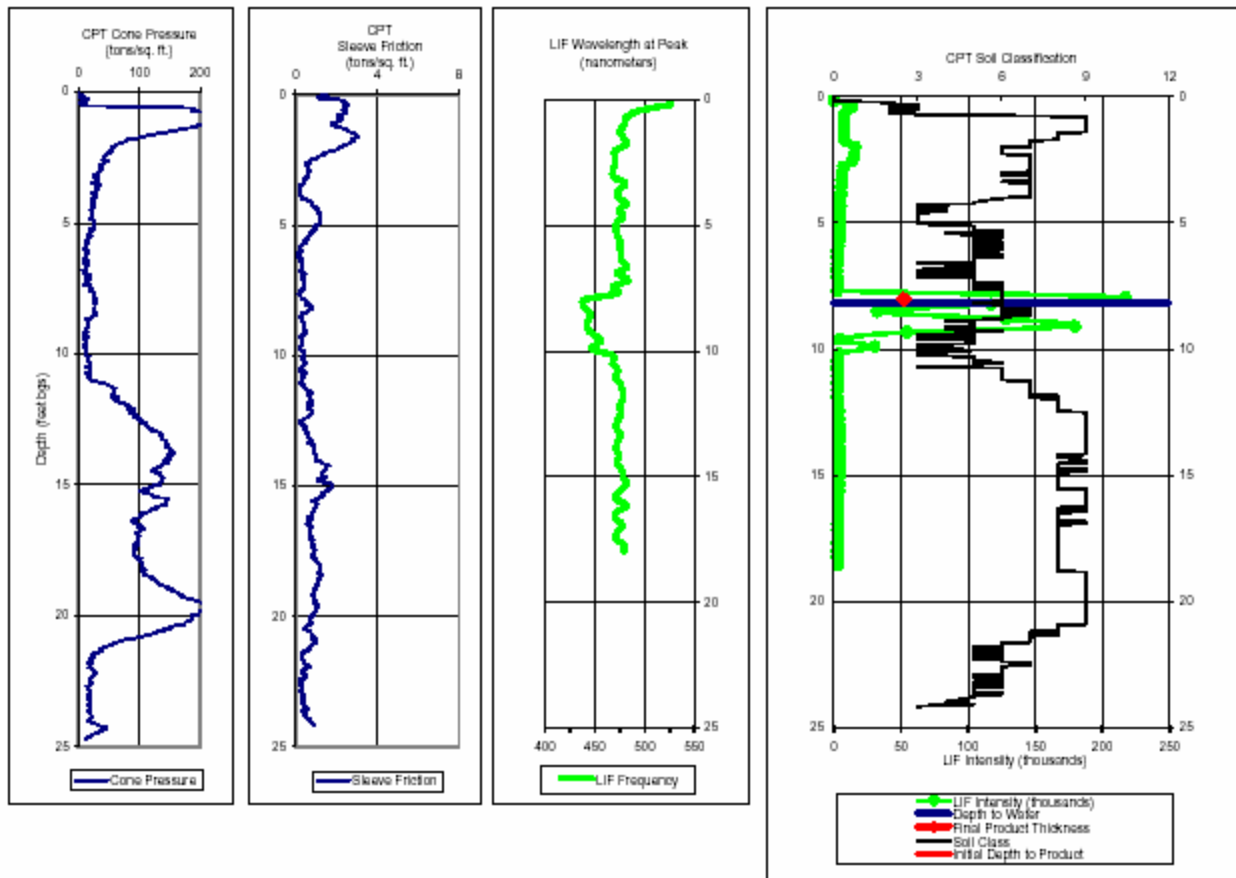 CPT Cone Pressure
(tons/sq. ft.)
0 100 200
0
5
10
15
20
25
Depth (feet bgs)
Cone Pressure
CPT
Sleeve Friction
(tons/sq. ft.)
0 4 8
0
5
10
15
20
25
Sleeve Friction
LIF Wavelength at Peak
(nanometers)
0
5
10
15
20
25
400 450 500 550
LIF Frequency
CPT Soil Classification
0 3 6 9 12
0 0
5 5
10 10
15 15
20 20
25 25
0 50 100 150 200 250
LIF Intensity (thousands)
LIF Intensity (thousands)
Depth to Water
Final Product Thickness
Soil Class
Initial Depth to Product